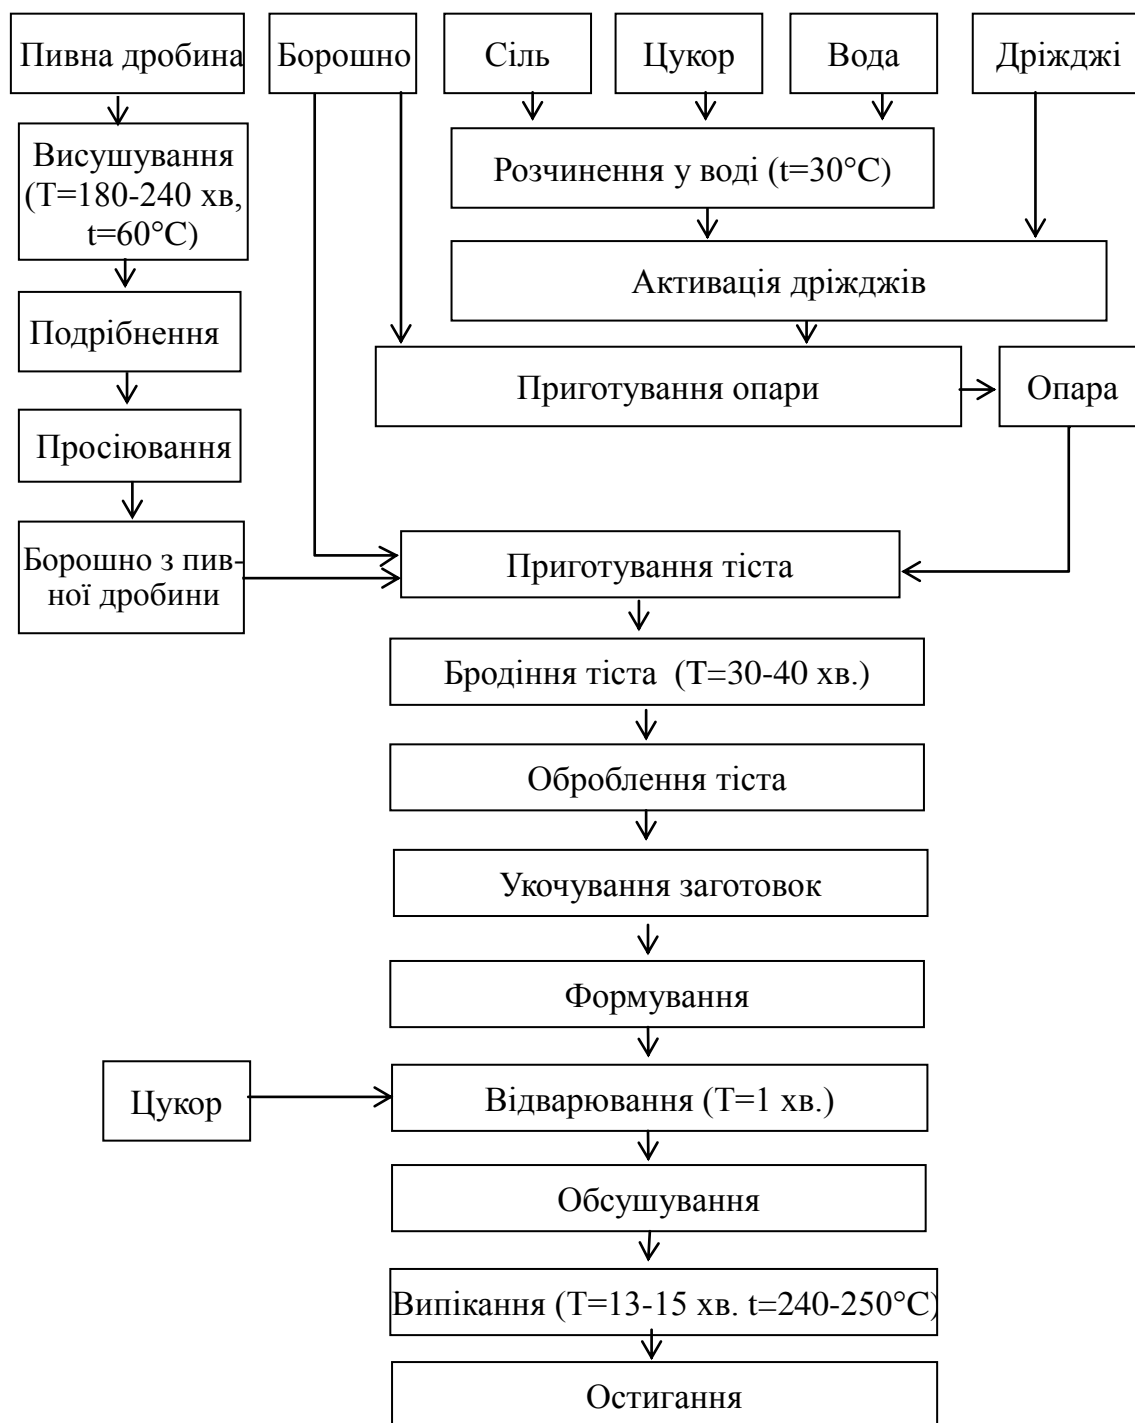 Пивна дробина
Борошно
Сіль
Цукор
Вода
Дріжджі
Висушування
(Т=180-240 хв,
t=60°С)
Розчинення у воді (t=30°С)
Активація дріжджів
Подрібнення
Приготування опари
Опара
Просіювання
Борошно з пив-
ної дробини
Приготування тіста
Бродіння тіста (Т=30-40 хв.)
Оброблення тіста
Укочування заготовок
Формування
Цукор
Відварювання (Т=1 хв.)
Обсушування
Випікання (Т=13-15 хв. t=240-250°С)
Остигання